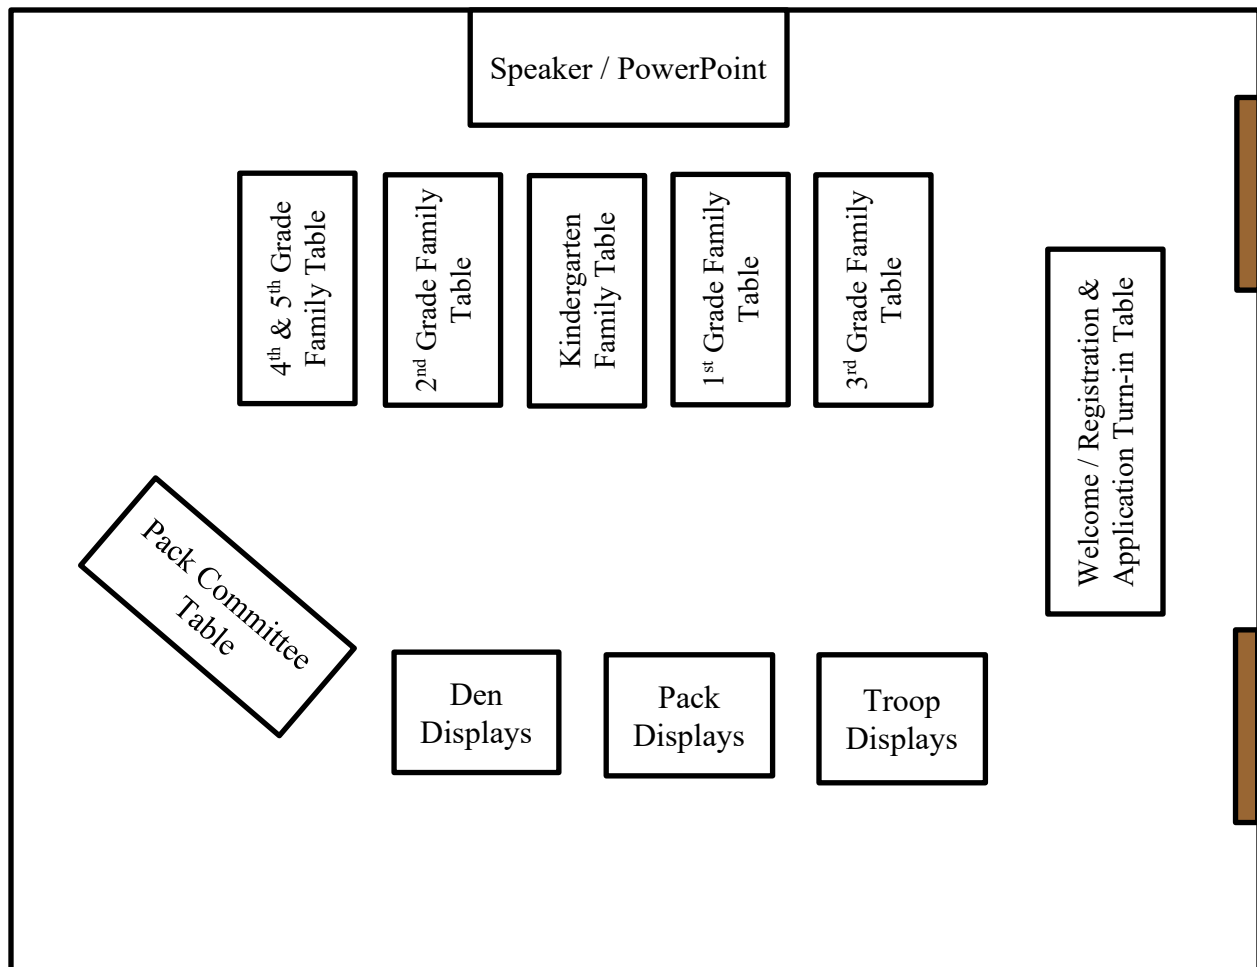 Speaker / PowerPoint
4th & 5th Grade
Family Table
2nd Grade Family
Table
Kindergarten
Family Table
1st Grade Family
Table
3rd Grade Family
Table
Welcome / Registration &
Application Turn-in Table
Pack Committee
Table
Den
Displays
Pack
Displays
Troop
Displays